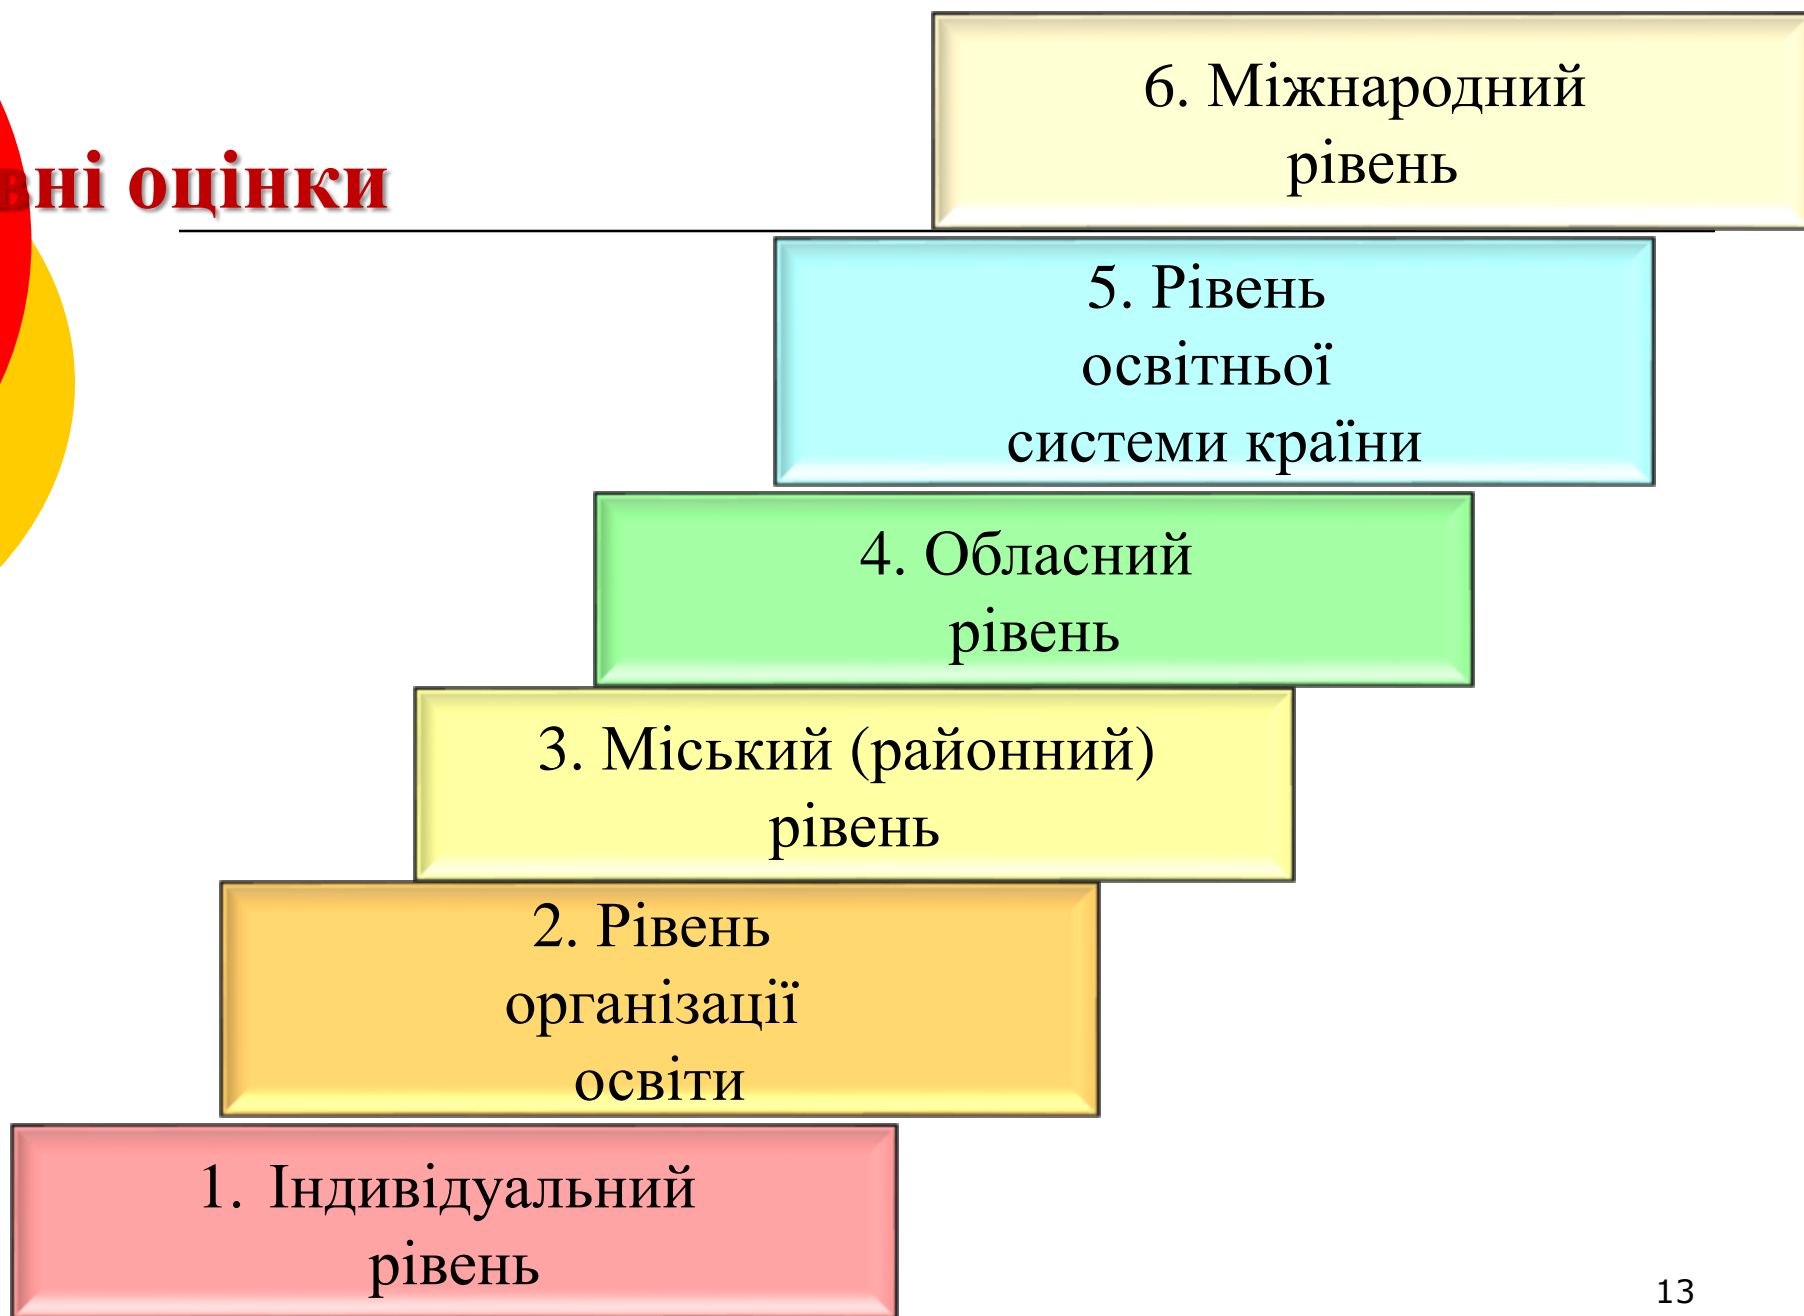 6. Міжнародний
рівень
вні оцінки
5. Рівень
освітньої
системи країни
4. Обласний
рівень
3. Міський (районний)
рівень
2. Рівень
організації
освіти
1. Індивідуальний
рівень
13